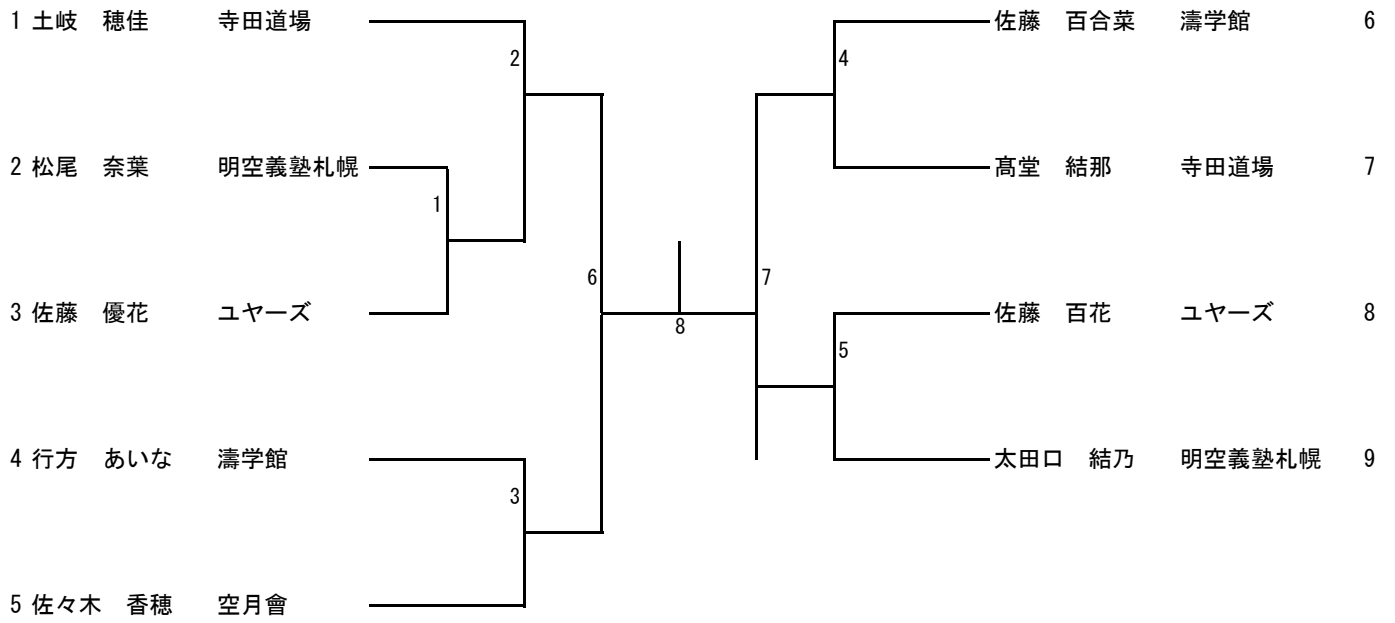 1 土岐　穂佳　寺田道場
2
2 松尾　奈葉　明空義塾札幌
1
3 佐藤　優花　ユヤーズ
6
4 行方　あいな　濤学館
3
5 佐々木　香穂　空月會
8
佐藤　百合菜　濤学館　6
4
髙堂　結那　寺田道場　7
7
佐藤　百花　ユヤーズ　8
5
太田口　結乃　明空義塾札幌　9